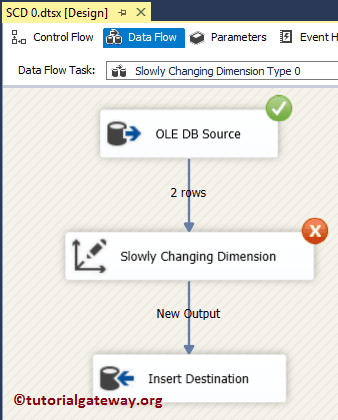 SCD 0.dtsx [Design]
Control Flow
Data Flow
Parameters
Event H
Data Flow Task:
Slowly Changing Dimension Type 0
OLE DB Source
2 rows
Slowly Changing Dimension
New Output
Insert Destination
©tutorialgateway.org